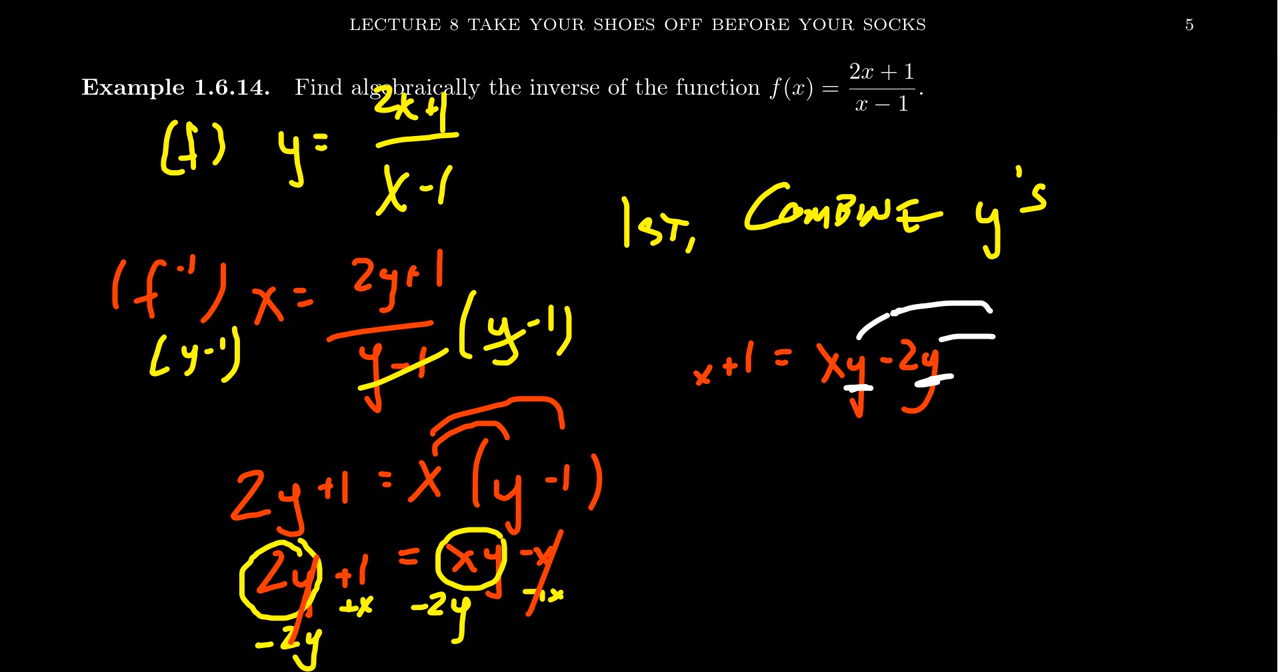 LECTURE 8 TAKE YOUR SHOES OFF BEFORE YOUR SOCKS 5
Example 1.6.14. Find algebraically the inverse of the function f(x) = (2x + 1)/(x − 1).
(f) y = (2x+1)/(x-1)
1ST, COMBINE y's
(f⁻¹) x = (2y+1)/(y-1) (y-1)
(y-1)
x+1 = xy-2y
2y+1 = x(y-1)
2y+1 = xy-x
+x -2y +x
-2y